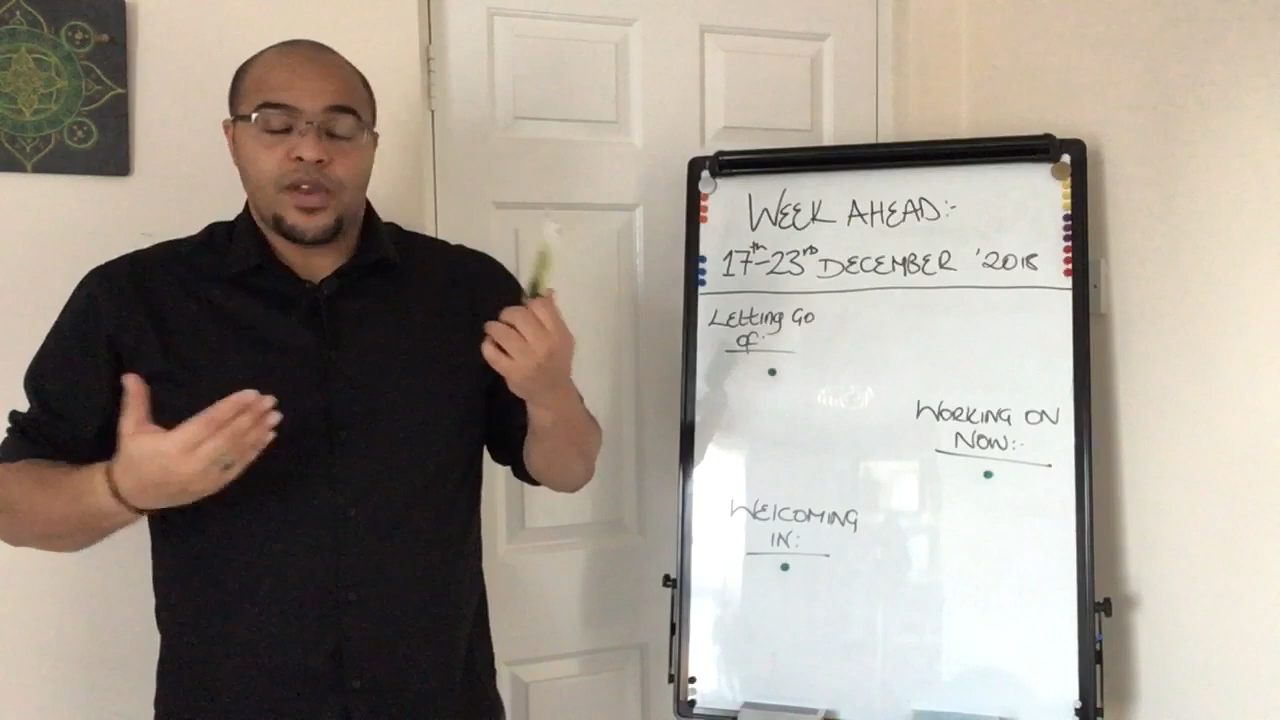 WEEK AHEAD:-
17th-23rd DECEMBER '2018
LETTING GO
OF:
WORKING ON
NOW:-
WELCOMING
IN: